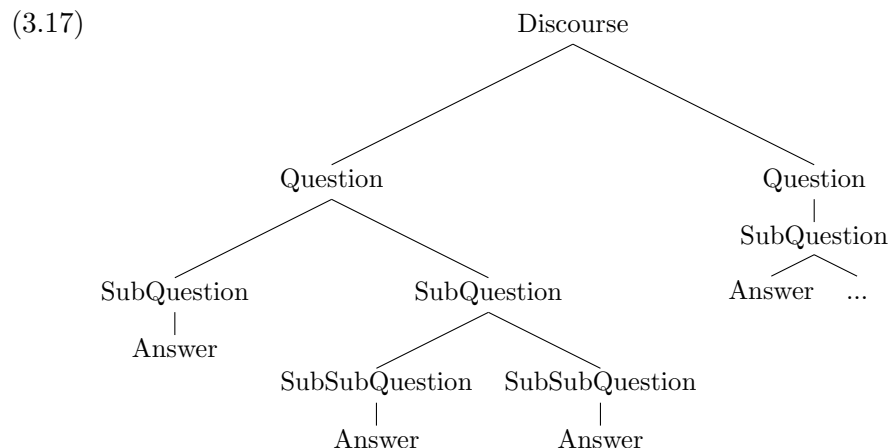 (3.17) Discourse
Question Question
SubQuestion
SubQuestion SubQuestion Answer ...
Answer
SubSubQuestion SubSubQuestion
Answer Answer